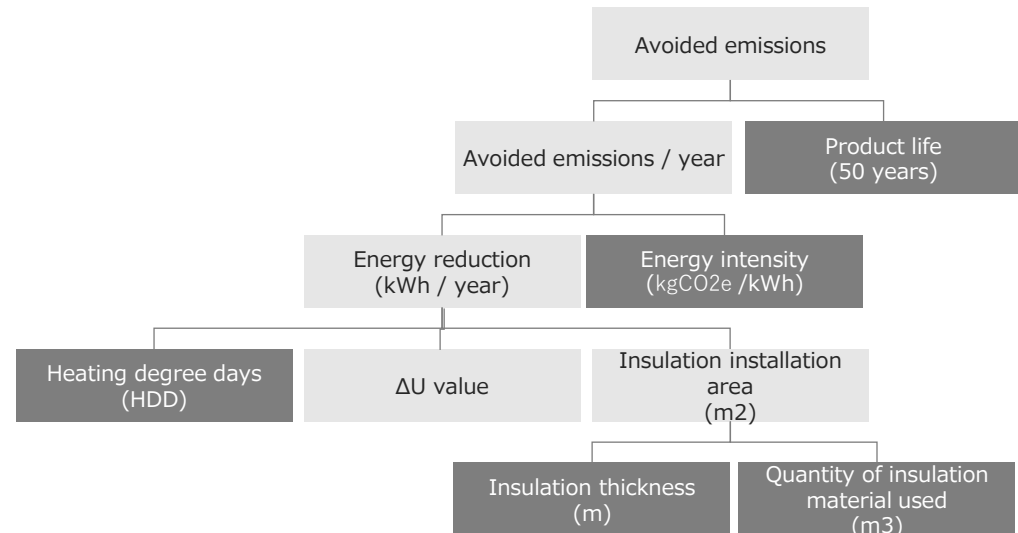 Avoided emissions
Avoided emissions / year
Product life
(50 years)
Energy reduction
(kWh / year)
Energy intensity
(kgCO2e /kWh)
Heating degree days
(HDD)
ΔU value
Insulation installation
area
(m2)
Insulation thickness
(m)
Quantity of insulation
material used
(m3)